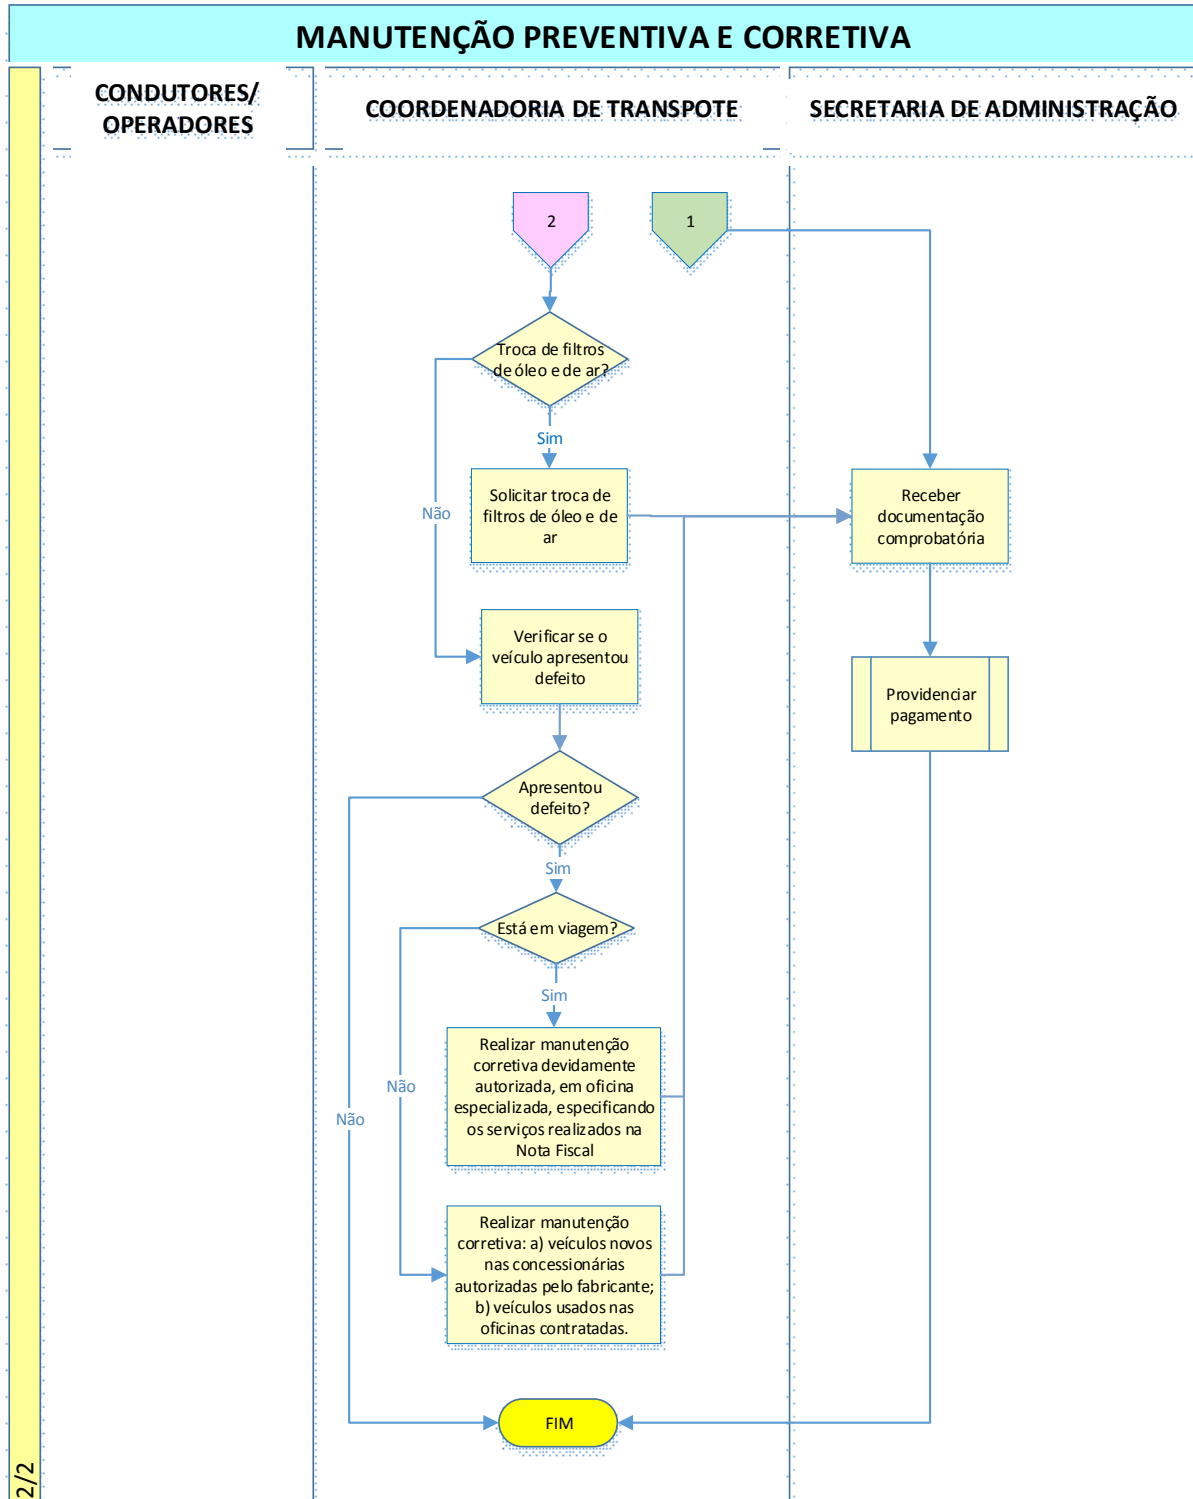 MANUTENÇÃO PREVENTIVA E CORRETIVA
CONDUTORES/
OPERADORES
COORDENADORIA DE TRANSPOTE
SECRETARIA DE ADMINISTRAÇÃO
2
1
Troca de filtros
de óleo e de ar?
Sim
Não
Solicitar troca de
filtros de óleo e de
ar
Receber
documentação
comprobatória
Verificar se o
veículo apresentou
defeito
Providenciar
pagamento
Apresentou
defeito?
Sim
Está em viagem?
Sim
Realizar manutenção
corretiva devidamente
autorizada, em oficina
especializada, especificando
os serviços realizados na
Nota Fiscal
Não
Não
Realizar manutenção
corretiva: a) veículos novos
nas concessionárias
autorizadas pelo fabricante;
b) veículos usados nas
oficinas contratadas.
FIM
2/2